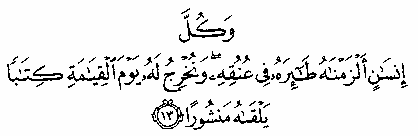 وَكُلَّ
إِنسَٰنٍ أَلْزَمْنَٰهُ طَٰٓئِرَهُۥ فِى عُنُقِهِۦ ۖ وَنُخْرِجُ لَهُۥ يَوْمَ ٱلْقِيَٰمَةِ كِتَٰبًا
يَلْقَىٰهُ مَنشُورًا ﴿١٣﴾